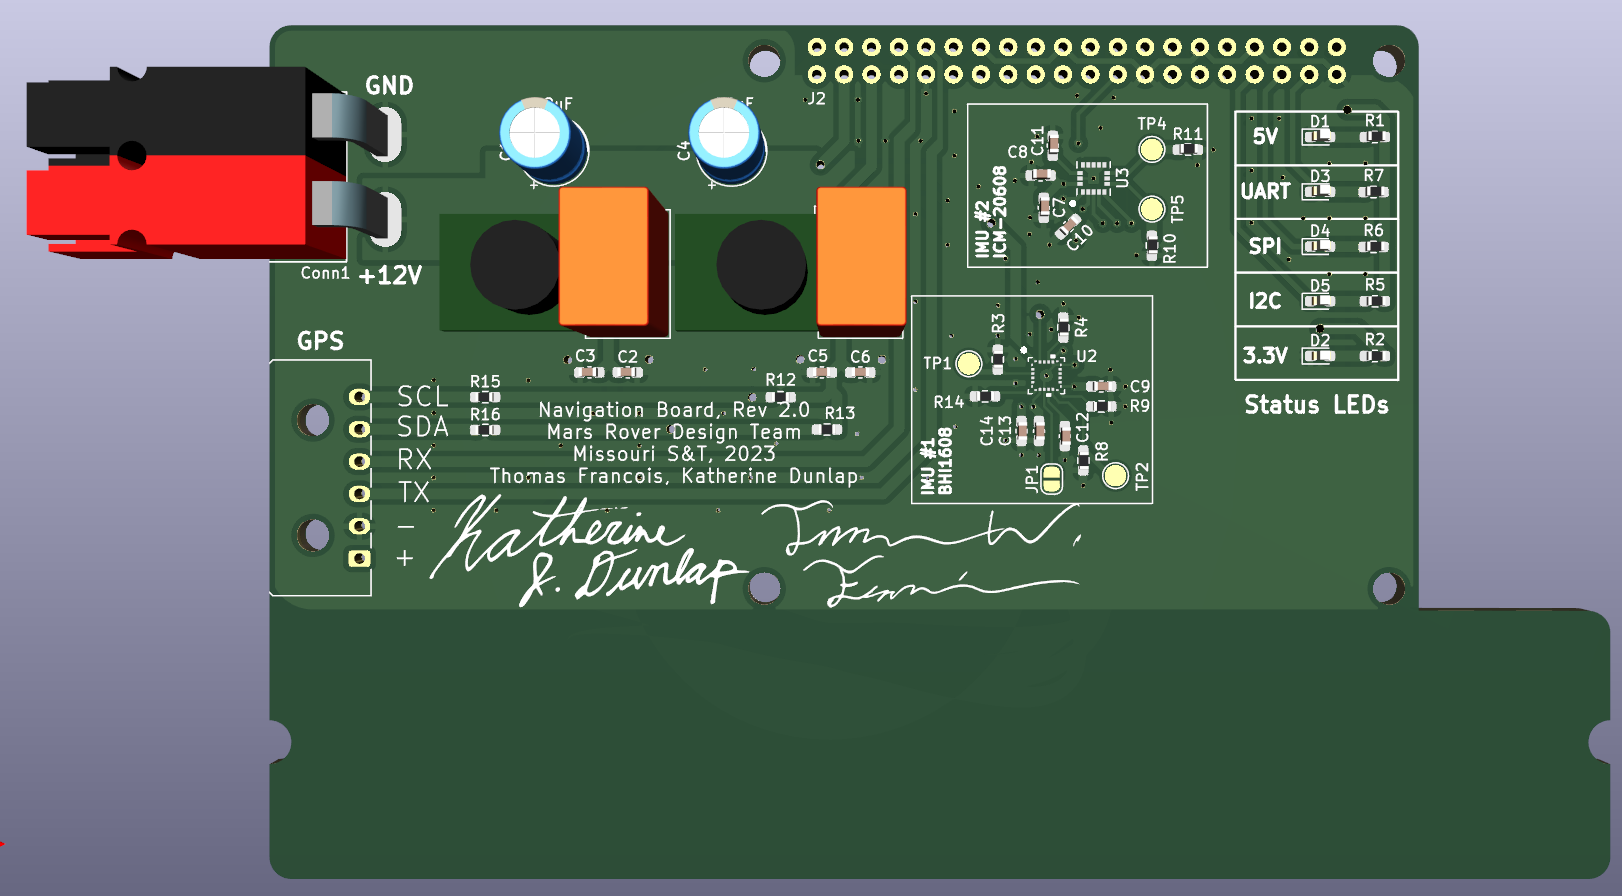 GND
+12V
Conn1
GPS
SCL
SDA
RX
TX
–
+
C4
+
+
J2
C3
C2
C5
C6
R15
R16
R12
R13
Navigation Board, Rev 2.0
Mars Rover Design Team
Missouri S&T, 2023
Thomas Francois, Katherine Dunlap
Katherine
J. Dunlap
IMU #2
ICM-20608
C11
C8
C7
C10
U3
TP4
R11
TP5
R10
IMU #1
BHI1608
R3
R4
TP1
U2
R14
C9
R9
C14
C13
C12
R8
JP1
TP2
5V
D1
R1
UART
D3
R7
SPI
D4
R6
I2C
D5
R5
3.3V
D2
R2
Status LEDs